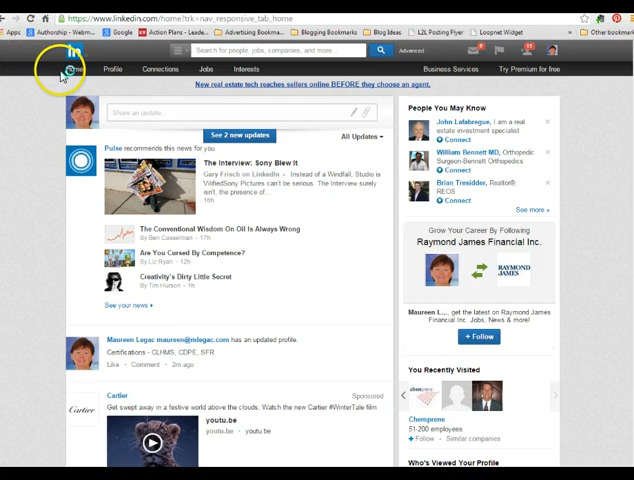 https://www.linkedin.com/home?trk=nav_responsive_tab_home
Apps
Authorship - Webm...
Google
Action Plans - Lead...
Advertising Bookmar...
Blogging Bookmarks
Blog Ideas
L2L Posting Flyer
Loopnet Webinar
Other bookmark
in
Search for people, jobs, companies, and more...
Advanced
Home
Profile
Connections
Jobs
Interests
Business Services
Try Premium for free
New real estate tech reaches sellers online BEFORE they choose an agent.
Share an update...
See 2 new updates
All Updates
Pulse recommends this news for you
The Interview: Sony Blew It
Gary Frisch on LinkedIn - Instead of a Windfall, Studio is
VilifiedSony Pictures can't be serious. The Interview surely
isn't, the presence of...
16h
The Conventional Wisdom On Oil Is Always Wrong
By Ben Casselman - 17h
Are You Cursed By Competence?
By Liz Ryan - 12h
Creativity's Dirty Little Secret
By Tim Hurson - 1h
See your news
Maureen Legac maureen@mlegac.com has an updated profile.
Certifications - CLHMS, CDPE, SFR
Like · Comment · 2m ago
Cartier
Sponsored
Cartier
Get swept away in a festive world above the clouds. Watch the new Cartier #WinterTale film
youtu.be
youtu.be · youtu.be
People You May Know
John Lafabregue, I am a real
estate investment specialist
Connect
William Bennett MD, Orthopedic
Surgeon-Bennett Orthopedics
Connect
Brian Tresidder, Realtor®,
REOS
Connect
See more »
Grow Your Career By Following
Raymond James Financial Inc.
RAYMOND
JAMES
Maureen L..., get the latest on Raymond James
Financial Inc. Jobs, News & more!
+ Follow
You Recently Visited
chemprene
Chemprene
51-200 employees
+ Follow · Similar companies
Who's Viewed Your Profile